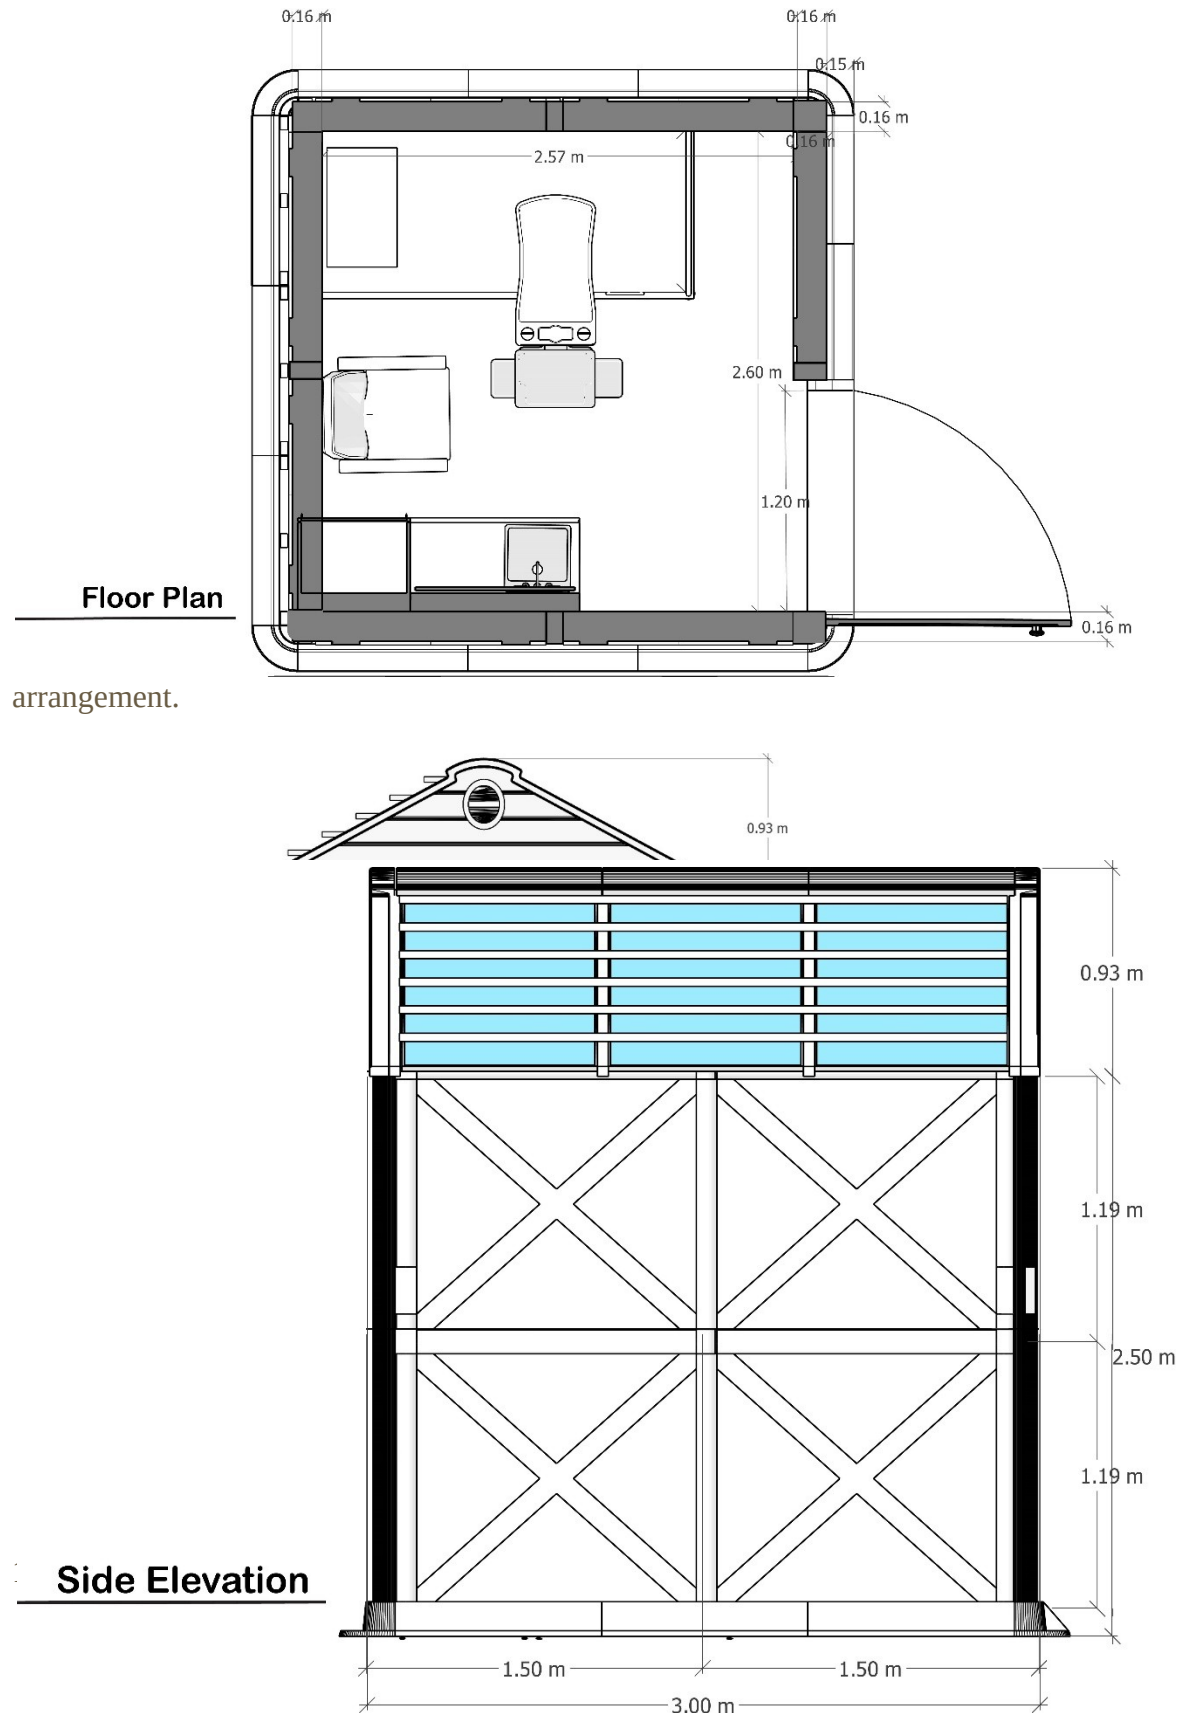 0.16 m
0.16 m
0.15 m
0.16 m
0.16 m
2.57 m
2.60 m
1.20 m
Floor Plan
0.16 m
arrangement.
0.93 m
0.93 m
1.19 m
2.50 m
1.19 m
Side Elevation
1.50 m
1.50 m
3.00 m